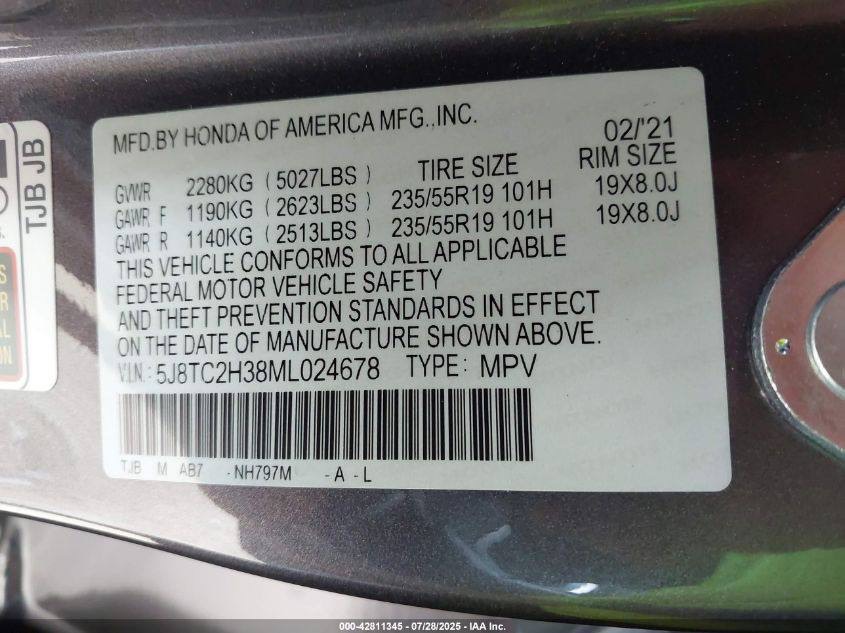 MFD.BY HONDA OF AMERICA MFG.,INC. 02/'21
TIRE SIZE RIM SIZE
GVWR 2280KG (5027LBS)
GAWR F 1190KG (2623LBS) 235/55R19 101H 19X8.0J
GAWR R 1140KG (2513LBS) 235/55R19 101H 19X8.0J
THIS VEHICLE CONFORMS TO ALL APPLICABLE
FEDERAL MOTOR VEHICLE SAFETY
AND THEFT PREVENTION STANDARDS IN EFFECT
ON THE DATE OF MANUFACTURE SHOWN ABOVE.
V.I.N.: 5J8TC2H38ML024678 TYPE: MPV
TJB M AB7 -NH797M -A -L
TJB JB
000-42811345 | 07/28/2025 - IAA Inc.